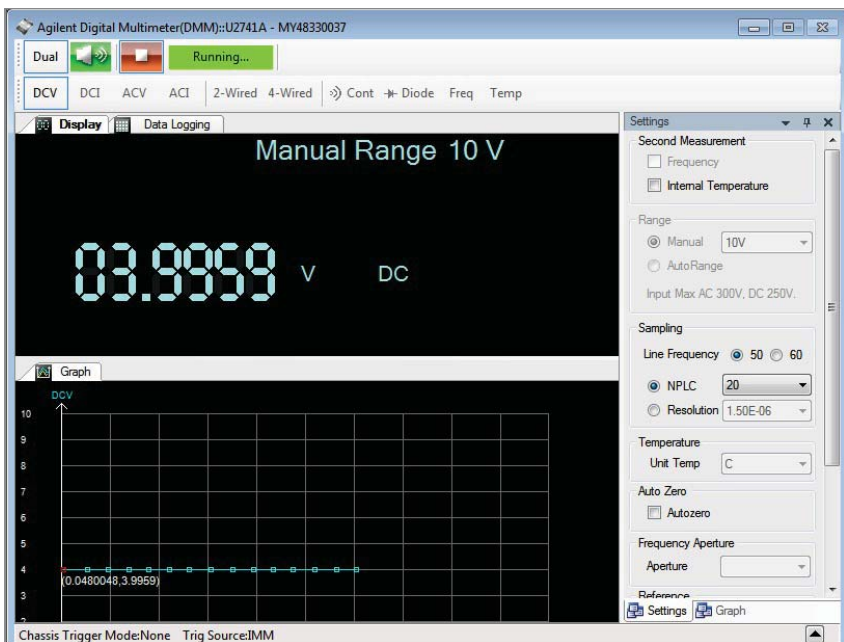 Agilent Digital Multimeter(DMM)::U2741A - MY48330037
Dual Running...
DCV DCI ACV ACI 2-Wired 4-Wired Cont Diode Freq Temp
Display Data Logging
Manual Range 10 V
03.9959 V DC
Graph
DCV
10
9
8
7
6
5
4
(0.0480048,3.9959)
3
2
Settings
Second Measurement
Frequency
Internal Temperature
Range
Manual 10V
AutoRange
Input Max AC 300V, DC 250V.
Sampling
Line Frequency 50 60
NPLC 20
Resolution 1.50E-06
Temperature
Unit Temp C
Auto Zero
Autozero
Frequency Aperture
Aperture
Reference
Settings Graph
Chassis Trigger Mode:None Trig Source:IMM